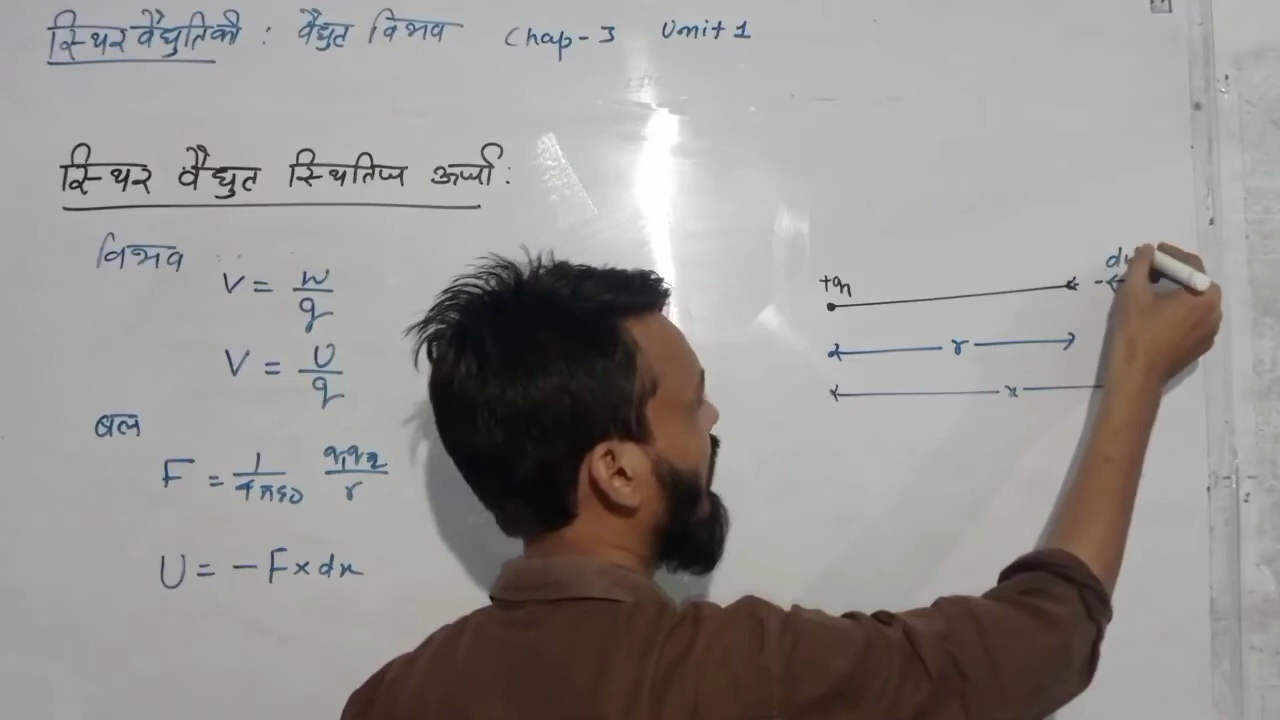 स्थिर वैद्युतिकी : वैद्युत विभव Chap-3 Unit 1
स्थिर वैद्युत स्थितिज ऊर्जा :
विभव
V = W/q
V = U/q
बल
F = 1/4πε0 q1q2/r
U = -F×dx
+q1
r
x